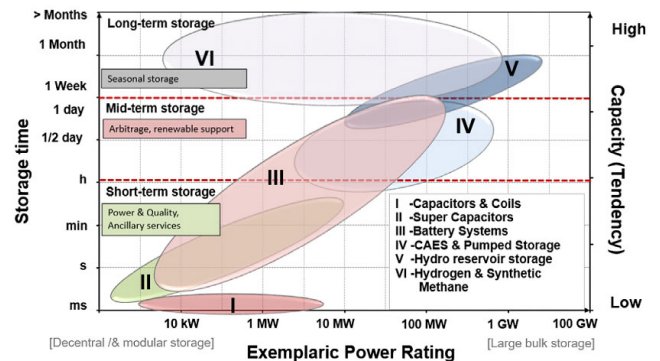 > Months
Long-term storage
High
1 Month
VI
V
Seasonal storage
1 Week
Mid-term storage
1 day
Arbitrage, renewable support
IV
1/2 day
III
Storage time
Capacity (Tendency)
h
Short-term storage
Power & Quality,
Ancillary services
I -Capacitors & Coils
II -Super Capacitors
III -Battery Systems
IV -CAES & Pumped Storage
V -Hydro reservoir storage
VI -Hydrogen & Synthetic
Methane
min
s
II
I
ms
Low
10 kW
1 MW
10 MW
100 MW
1 GW
100 GW
[Decentral /& modular storage]
Exemplaric Power Rating
[Large bulk storage]